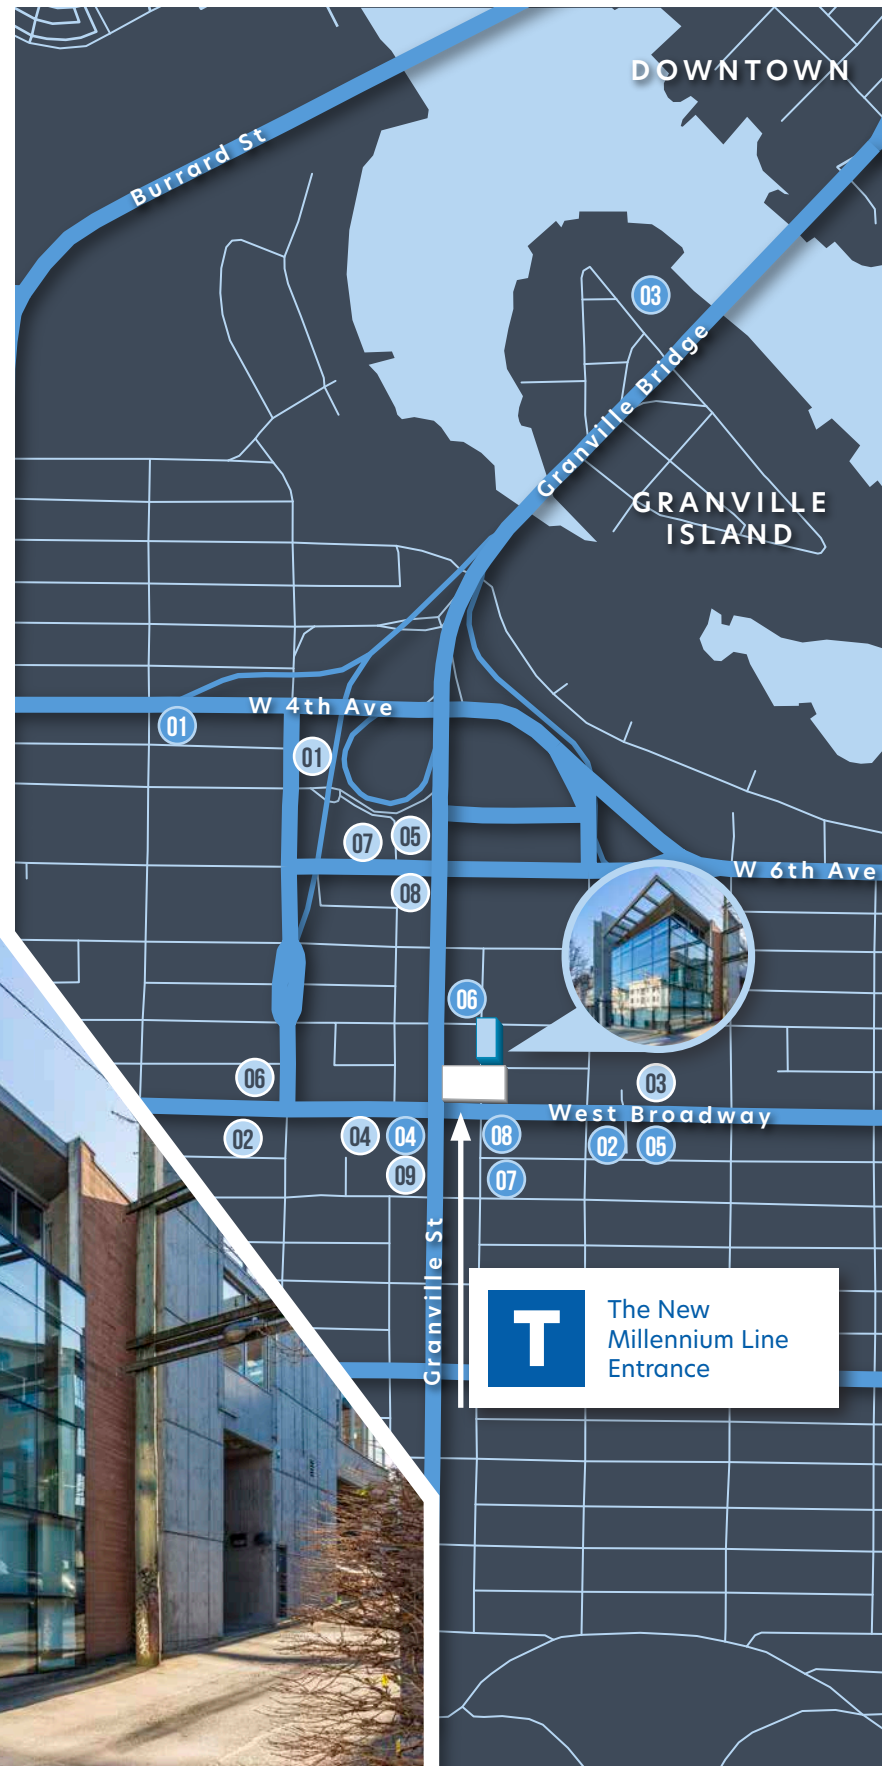 DOWNTOWN
Burrard St
03
Granville Bridge
GRANVILLE
ISLAND
W 4th Ave
01
01
05
07
W 6th Ave
08
06
06
03
West Broadway
02
04
04
08
02
05
09
07
Granville St
T
The New
Millennium Line
Entrance